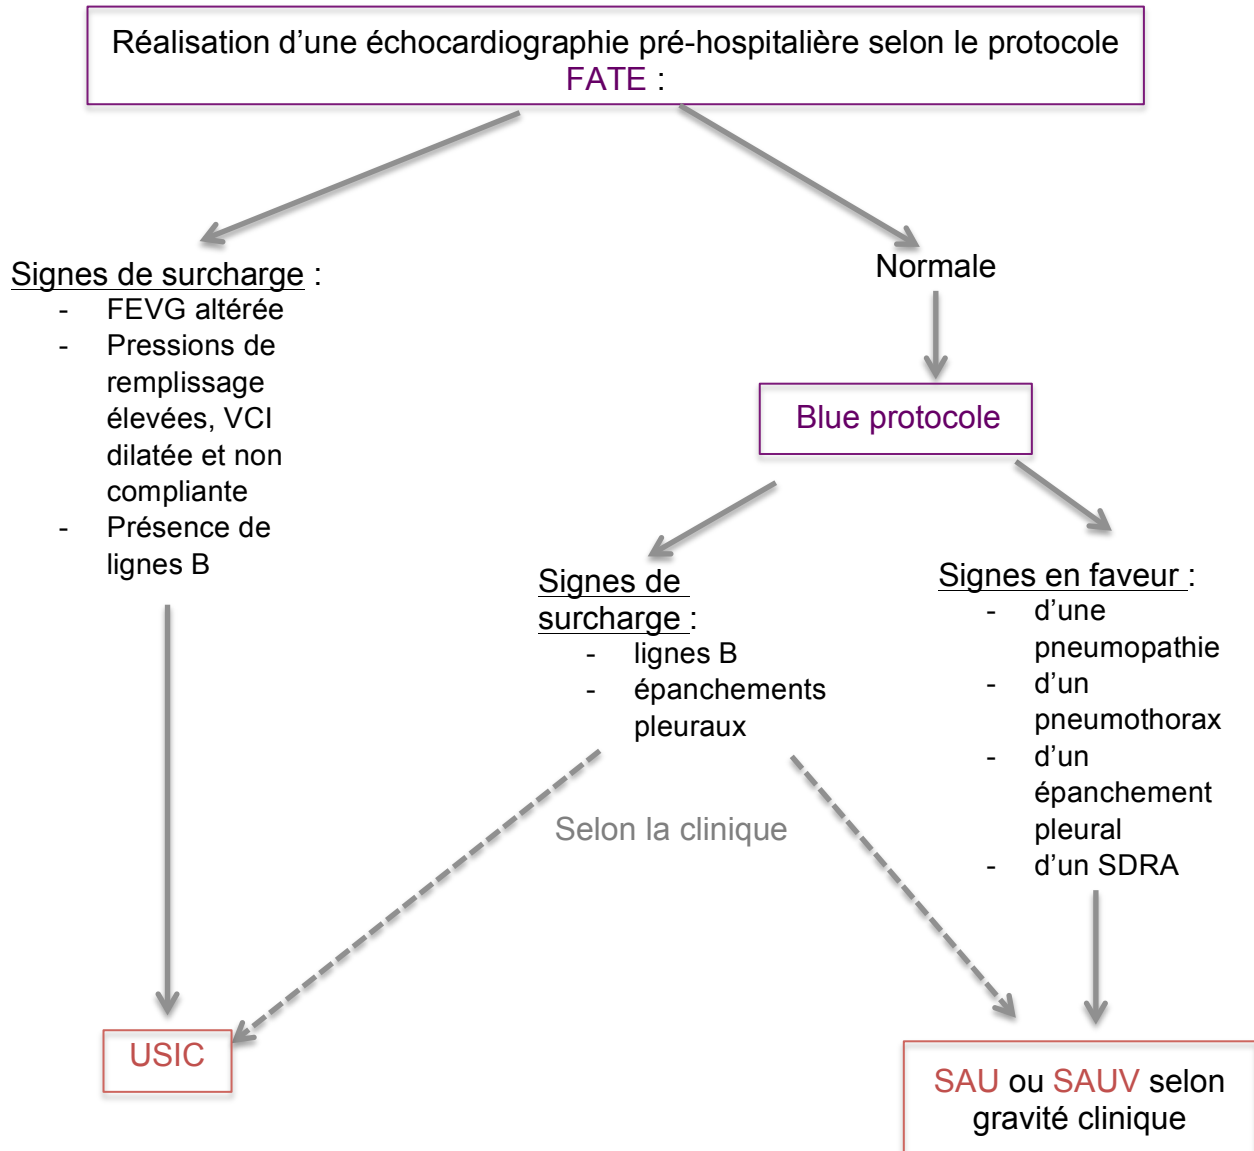 Réalisation d’une échocardiographie pré-hospitalière selon le protocole
FATE :
Signes de surcharge :
- FEVG altérée
- Pressions de
remplissage
élevées, VCI
dilatée et non
compliante
- Présence de
lignes B
Normale
Blue protocole
Signes de
surcharge :
- lignes B
- épanchements
pleuraux
Signes en faveur :
- d’une
pneumopathie
- d’un
pneumothorax
- d’un
épanchement
pleural
- d’un SDRA
Selon la clinique
USIC
SAU ou SAUV selon
gravité clinique